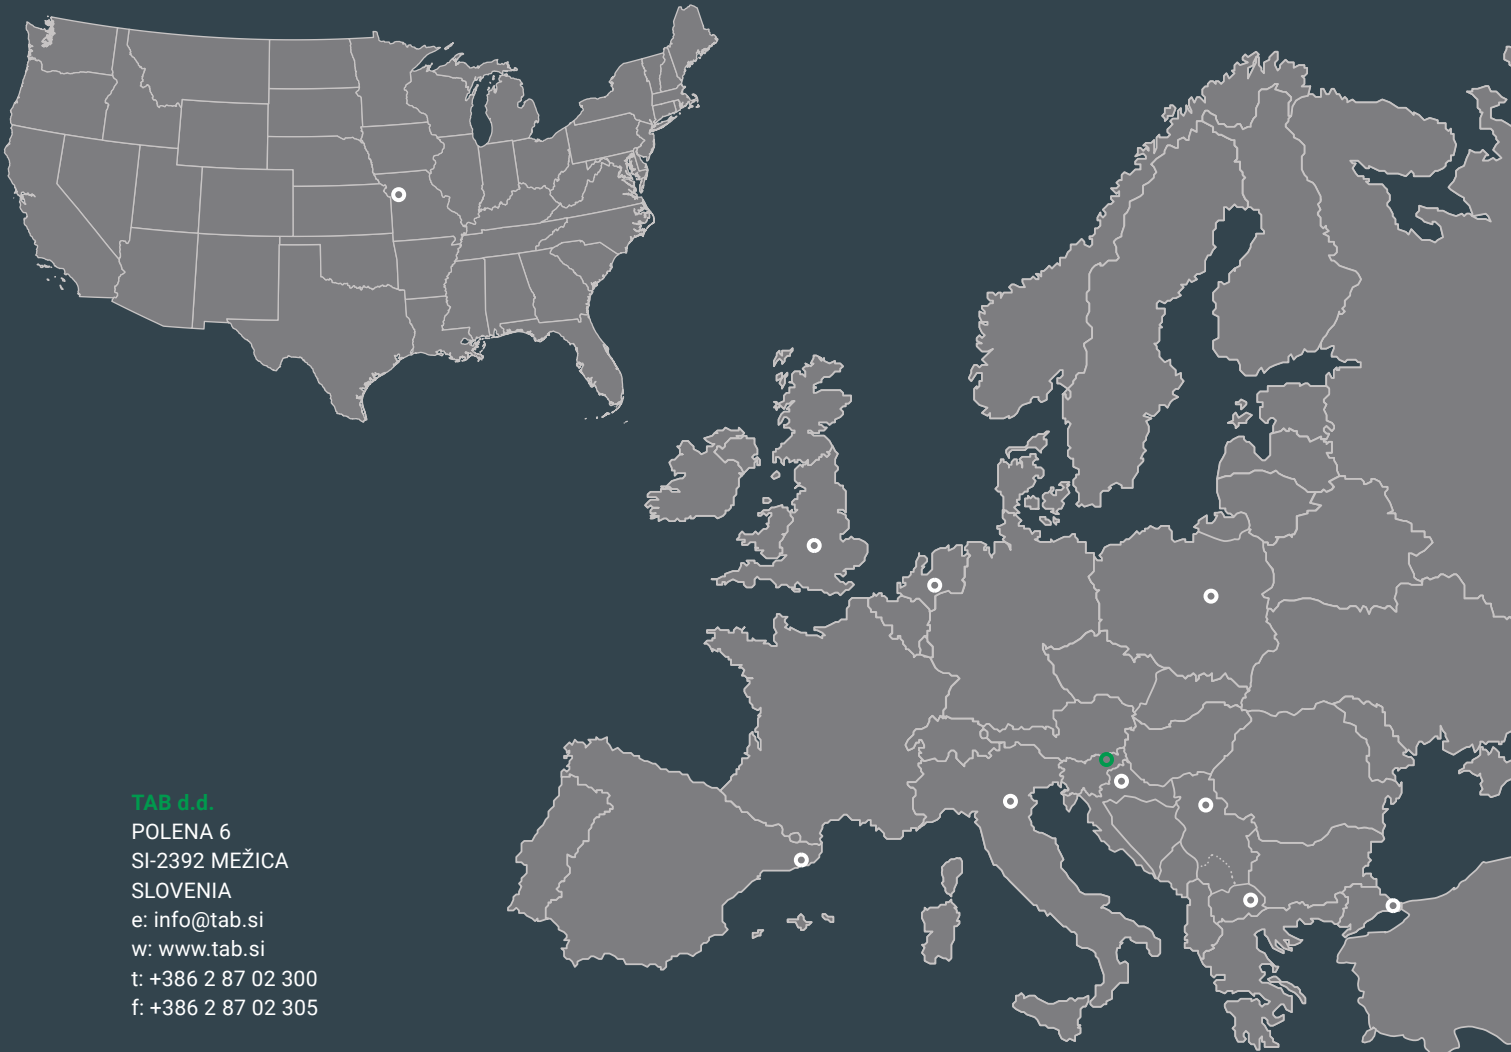 TAB d.d.
POLENA 6
SI-2392 MEŽICA
SLOVENIA
e: info@tab.si
w: www.tab.si
t: +386 2 87 02 300
f: +386 2 87 02 305